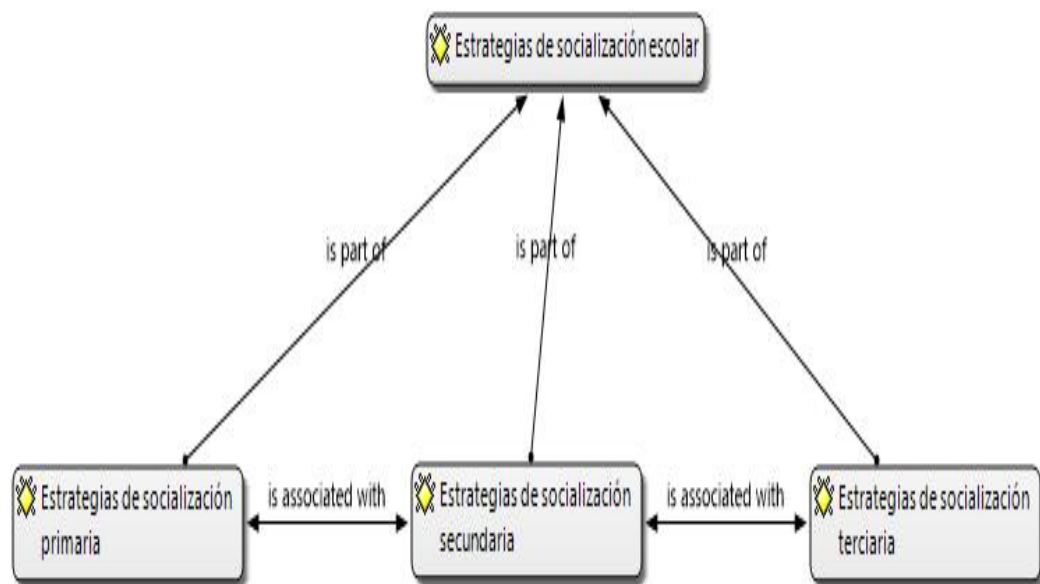 Estrategias de socialización escolar
is part of
is part of
is part of
Estrategias de socialización
primaria
is associated with
Estrategias de socialización
secundaria
is associated with
Estrategias de socialización
terciaria